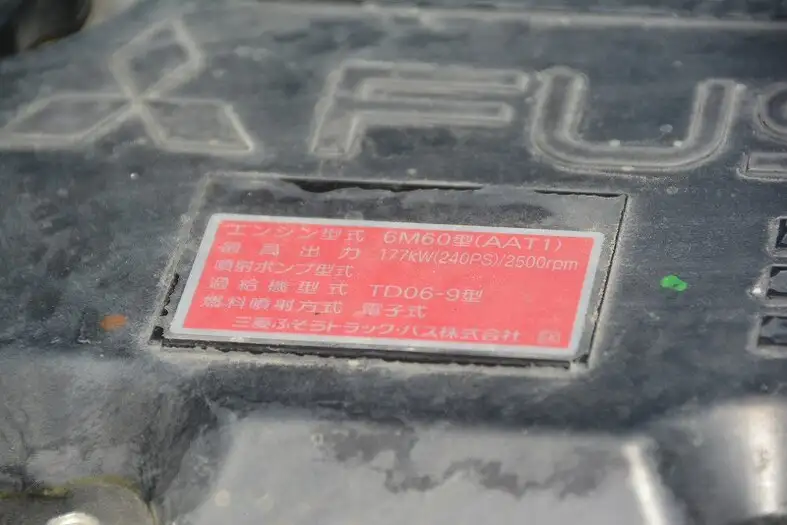 FUS
エンジン型式 6M60型(AAT1)
最高出力 177kW(240PS)/2500rpm
噴射ポンプ型式
過給機型式 TD06-9型
燃料噴射方式 電子式
三菱ふそうトラック・バス株式会社